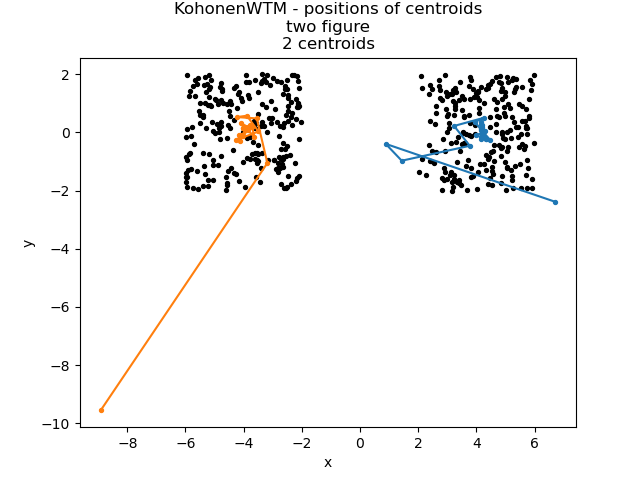 KohonenWTM - positions of centroids
two figure
2 centroids
2
0
−2
−4
−6
−8
−10
y
−8 −6 −4 −2 0 2 4 6
x